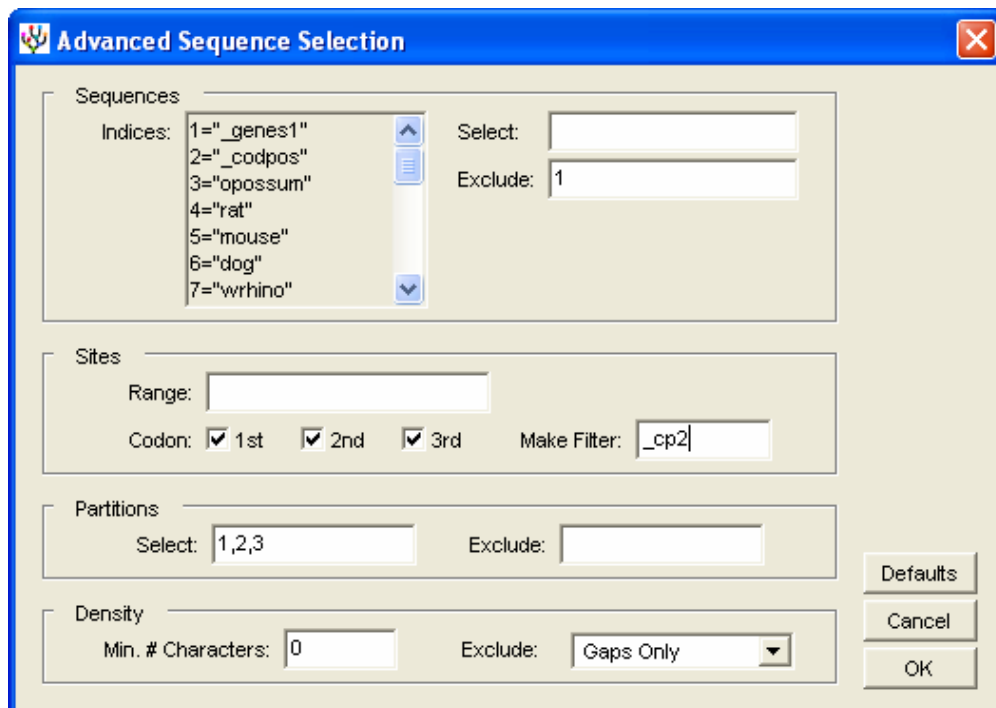 Advanced Sequence Selection
Sequences
Indices:
1="_genes1"
2="_codpos"
3="opossum"
4="rat"
5="mouse"
6="dog"
7="wrhino"
Select:
Exclude: 1
Sites
Range:
Codon: 1st 2nd 3rd Make Filter: _cp2
Partitions
Select: 1,2,3 Exclude:
Density
Min. # Characters: 0 Exclude: Gaps Only
Defaults
Cancel
OK